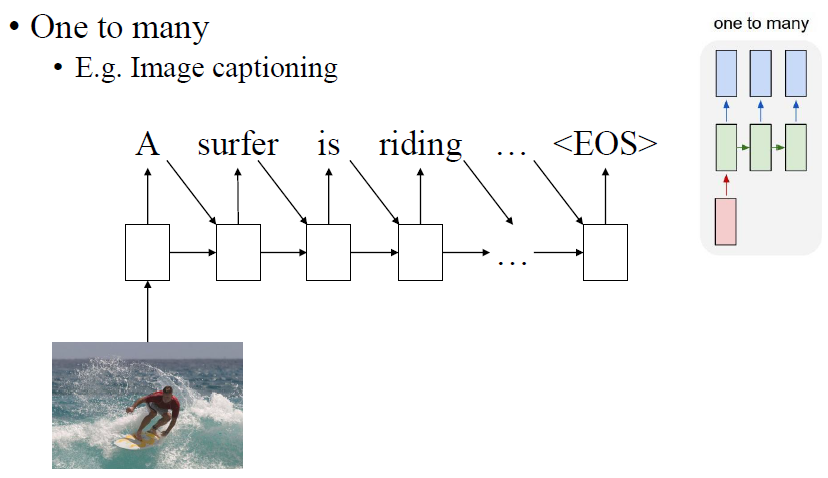 • One to many
• E.g. Image captioning
one to many
A surfer is riding … <EOS>
…